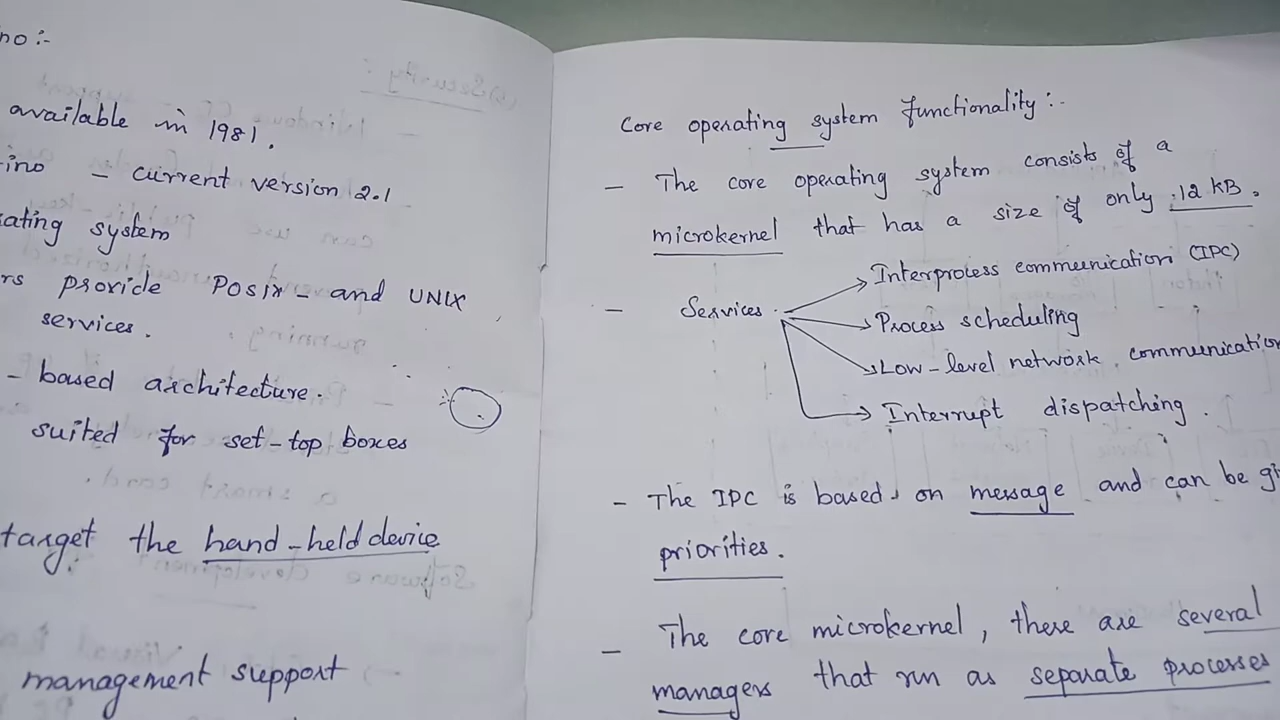 no :-
available in 1981.
ino - current version 2.1
ating system
rs provide Posix- and UNIX
services.
- based architecture.
suited for set-top boxes
target the hand-held device
management support
Core operating system functionality :-
- The core operating system consists of a
microkernel that has a size of only 12 KB.
- Services
Interprocess communication (IPC)
Process scheduling
Low-level network communication
Interrupt dispatching.
- The IPC is based on message and can be gi
priorities.
- The core microkernel, there are several
managers that run as separate processes